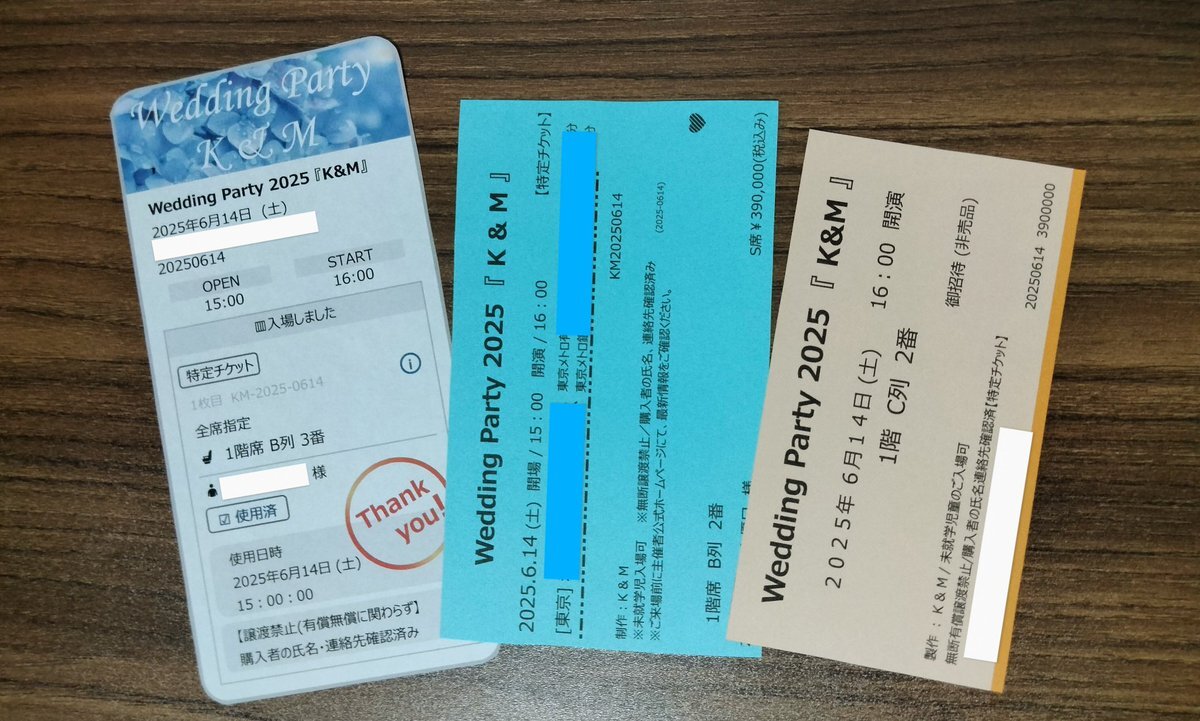 Wedding Party
K & M
Wedding Party 2025『K&M』
2025年6月14日（土）
20250614
OPEN
15:00
START
16:00
入場しました
特定チケット
1枚目 KM-2025-0614
全席指定
1階席 B列 3番
様
☑ 使用済
Thank
you!
使用日時
2025年6月14日 (土)
15：00：00
【譲渡禁止(有償無償に関わらず】
購入者の氏名・連絡先確認済み
【特定チケット】
Wedding Party 2025 『 K & M 』
2025.6.14 (土) 開場 / 15：00 開演 / 16：00
[東京]
東京メトロ
東京メトロ
KM20250614
制作：K & M
※未就学児入場可 ※無断譲渡禁止/購入者の氏名、連絡先確認済み
※ご来場前に主催者公式ホームページにて、最新情報をご確認ください。
(2025-0614)
1階席 B列 2番
S席 ¥ 390,000(税込み)
様
Wedding Party 2025 『 K&M 』
２０２５年 ６月１４日 (土) 16：00 開演
1階 C列 2番
御招待 (非売品)
製作：K & M / 未就学児童のご入場可
無断有償譲渡禁止/購入者の氏名連絡先確認済【特定チケット】
20250614 3900000